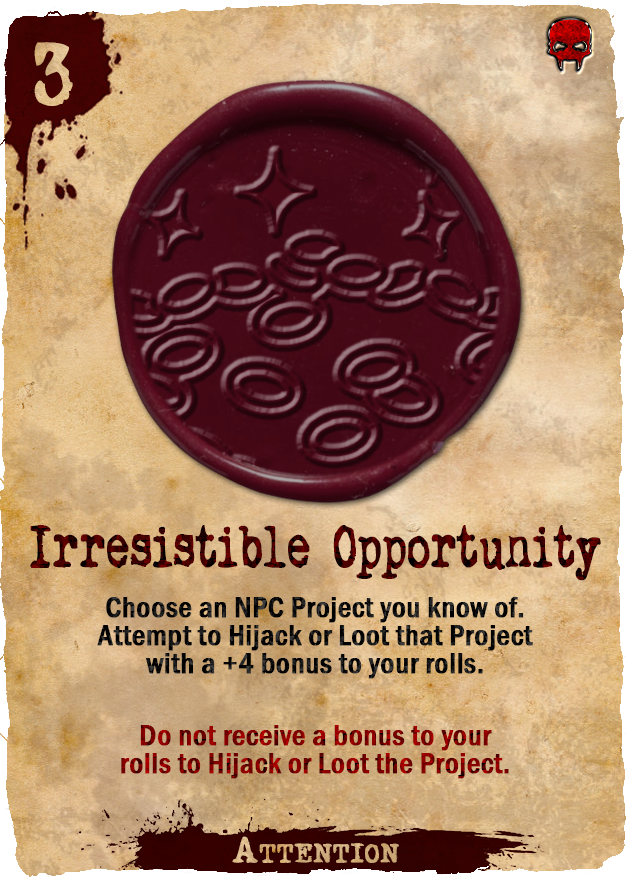 3
Irresistible Opportunity
Choose an NPC Project you know of.
Attempt to Hijack or Loot that Project
with a +4 bonus to your rolls.
Do not receive a bonus to your
rolls to Hijack or Loot the Project.
Attention